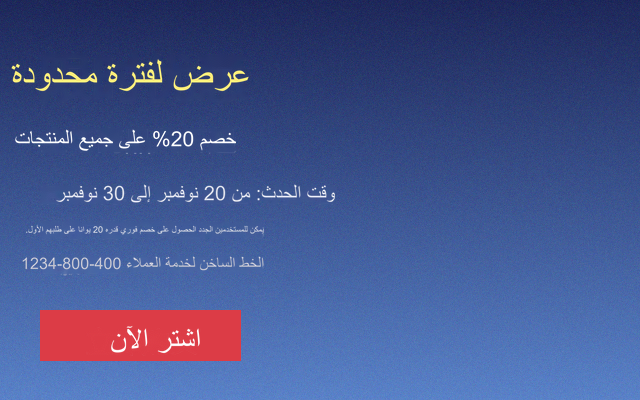 عرض لفترة محدودة
خصم 20% على جميع المنتجات
وقت الحدث: من 20 نوفمبر إلى 30 نوفمبر
يمكن للمستخدمين الجدد الحصول على خصم فوري قدره 20 يوانا على طلبهم الأول.
الخط الساخن لخدمة العملاء 400-800-1234
اشتر الآن